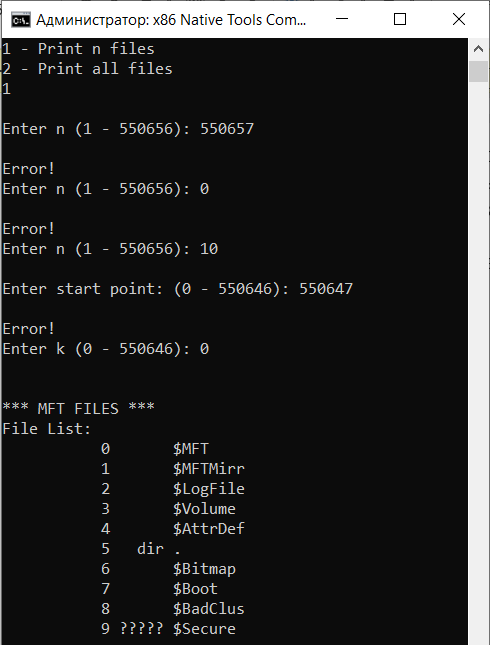 Администратор: x86 Native Tools Com...
1 - Print n files
2 - Print all files
1
Enter n (1 - 550656): 550657
Error!
Enter n (1 - 550656): 0
Error!
Enter n (1 - 550656): 10
Enter start point: (0 - 550646): 550647
Error!
Enter k (0 - 550646): 0
*** MFT FILES ***
File List:
0 $MFT
1 $MFTMirr
2 $LogFile
3 $Volume
4 $AttrDef
5 dir .
6 $Bitmap
7 $Boot
8 $BadClus
9 ????? $Secure